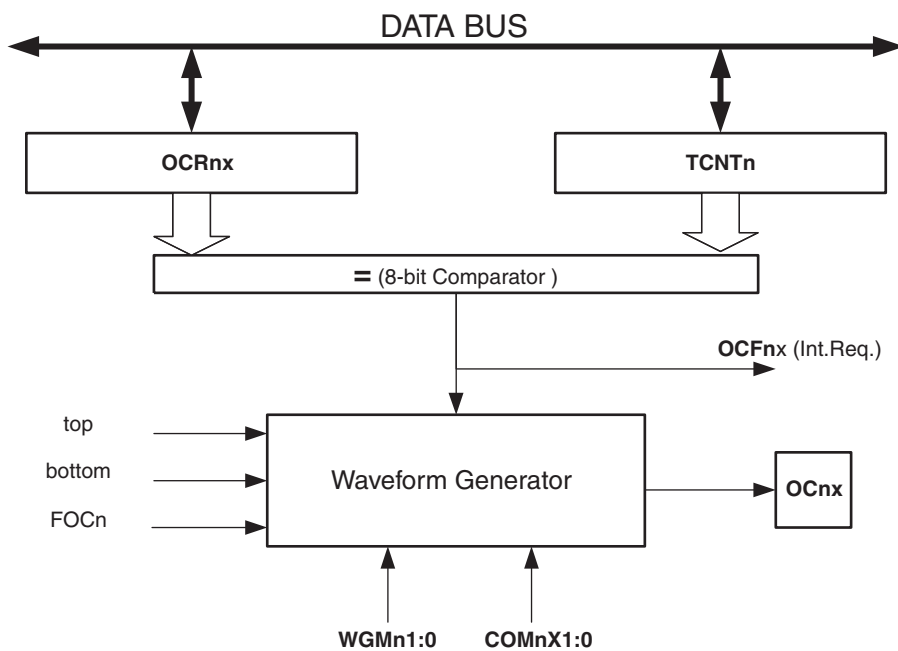 DATA BUS
OCRnx
TCNTn
= (8-bit Comparator )
OCFnx (Int.Req.)
top
bottom
FOCn
Waveform Generator
OCnx
WGMn1:0
COMnX1:0